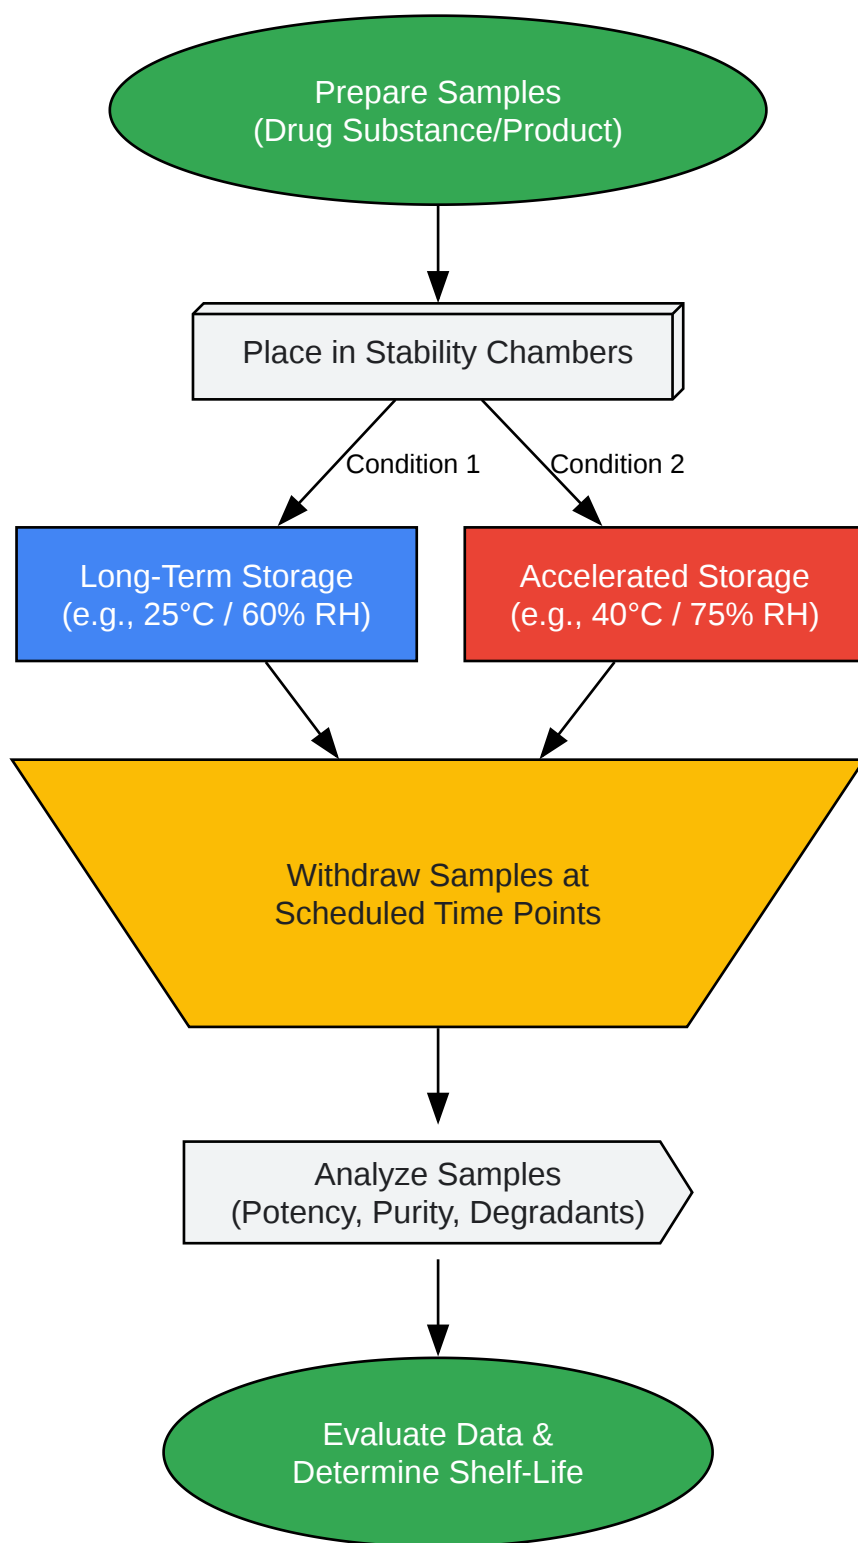 Prepare Samples
(Drug Substance/Product)
Place in Stability Chambers
Condition 1
Condition 2
Long-Term Storage
(e.g., 25°C / 60% RH)
Accelerated Storage
(e.g., 40°C / 75% RH)
Withdraw Samples at
Scheduled Time Points
Analyze Samples
(Potency, Purity, Degradants)
Evaluate Data &
Determine Shelf-Life